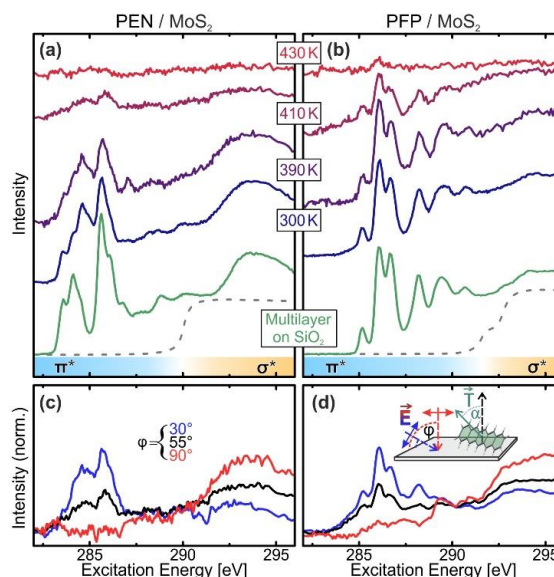 PEN / MoS₂
PFP / MoS₂
(a)
(b)
430 K
410 K
390 K
300 K
Intensity
Multilayer
on SiO₂
π*
σ*
π*
σ*
(c)
(d)
φ = { 30°
55°
90°
E
φ
T
α
Intensity (norm.)
285
290
295
285
290
295
Excitation Energy [eV]
Excitation Energy [eV]